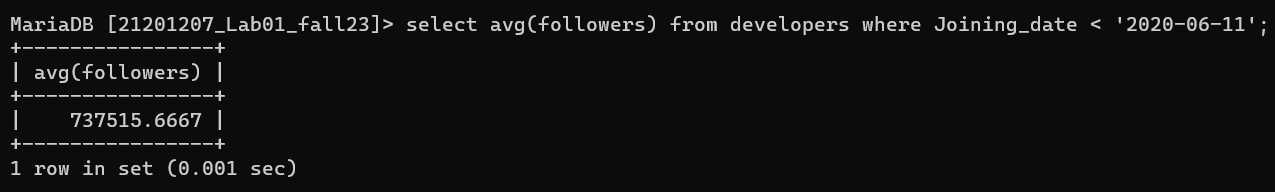 MariaDB [21201207_Lab01_fall23]> select avg(followers) from developers where Joining_date < '2020-06-11';
+----------------+
| avg(followers) |
+----------------+
|    737515.6667 |
+----------------+
1 row in set (0.001 sec)